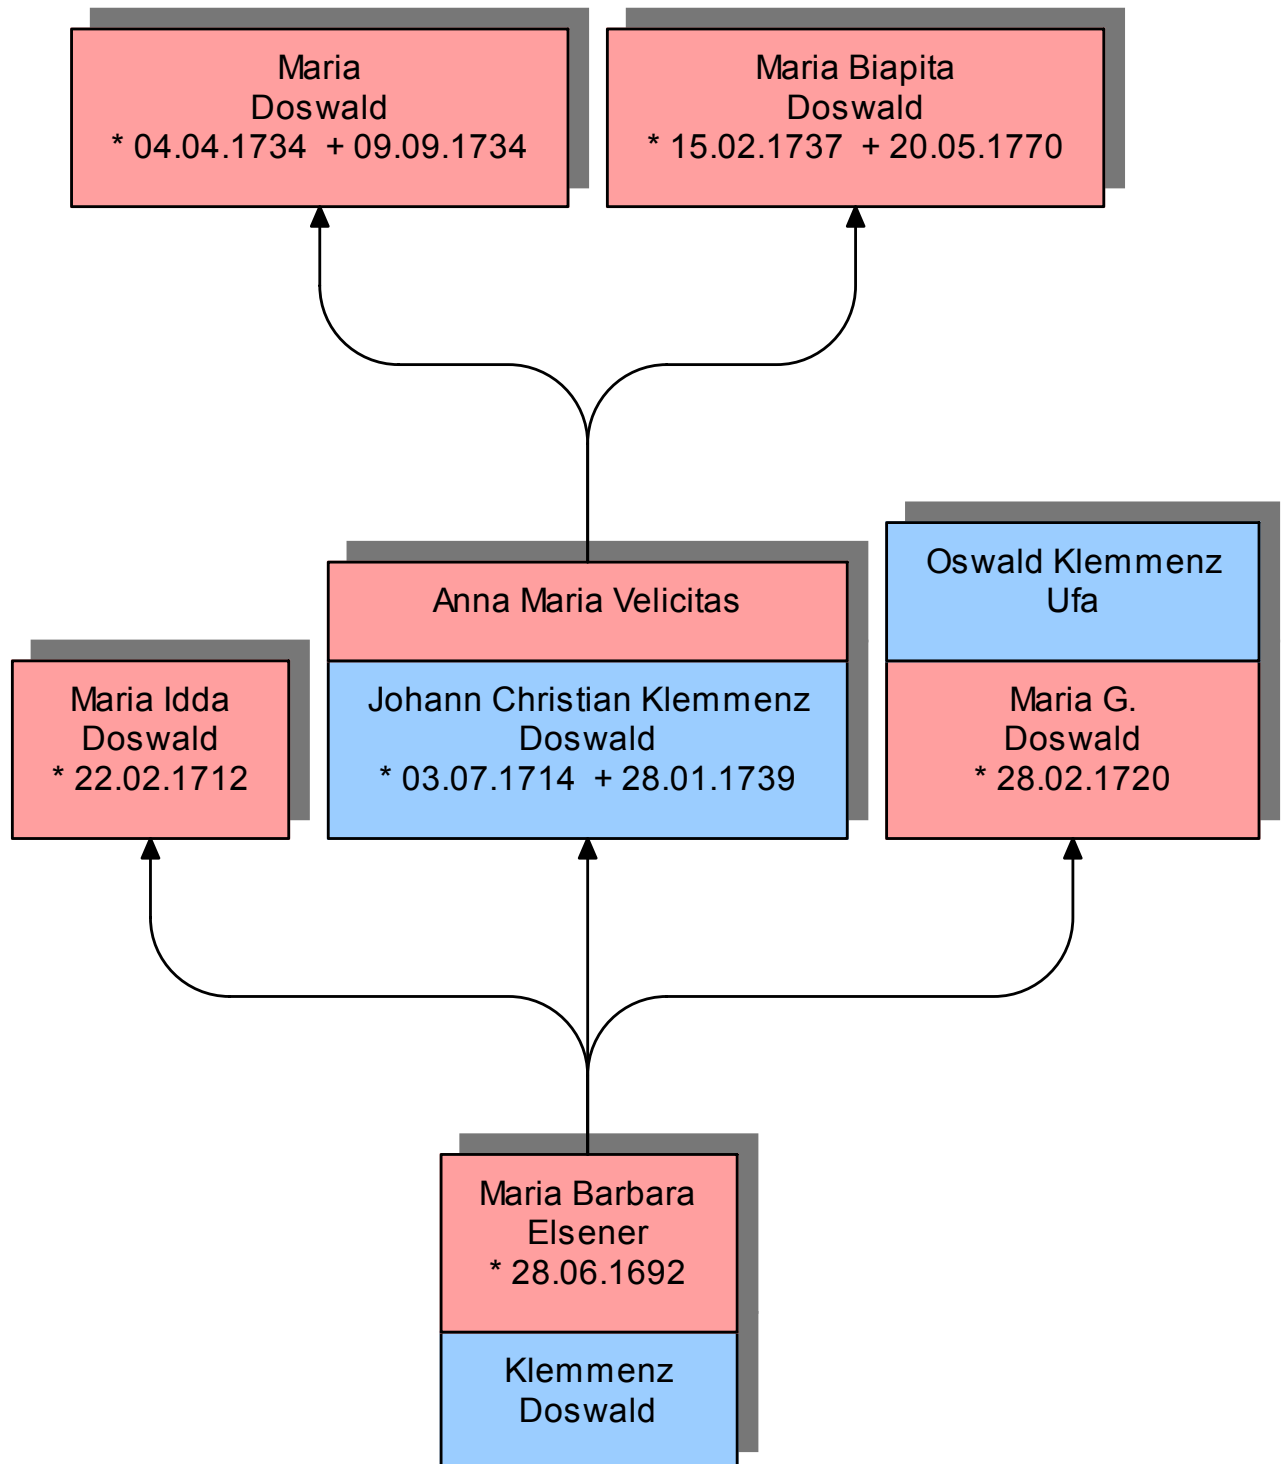 Maria
Doswald
* 04.04.1734 + 09.09.1734
Maria Biapita
Doswald
* 15.02.1737 + 20.05.1770
Anna Maria Velicitas
Johann Christian Klemmenz
Doswald
* 03.07.1714 + 28.01.1739
Oswald Klemmenz
Ufa
Maria G.
Doswald
* 28.02.1720
Maria Idda
Doswald
* 22.02.1712
Maria Barbara
Elsener
* 28.06.1692
Klemmenz
Doswald